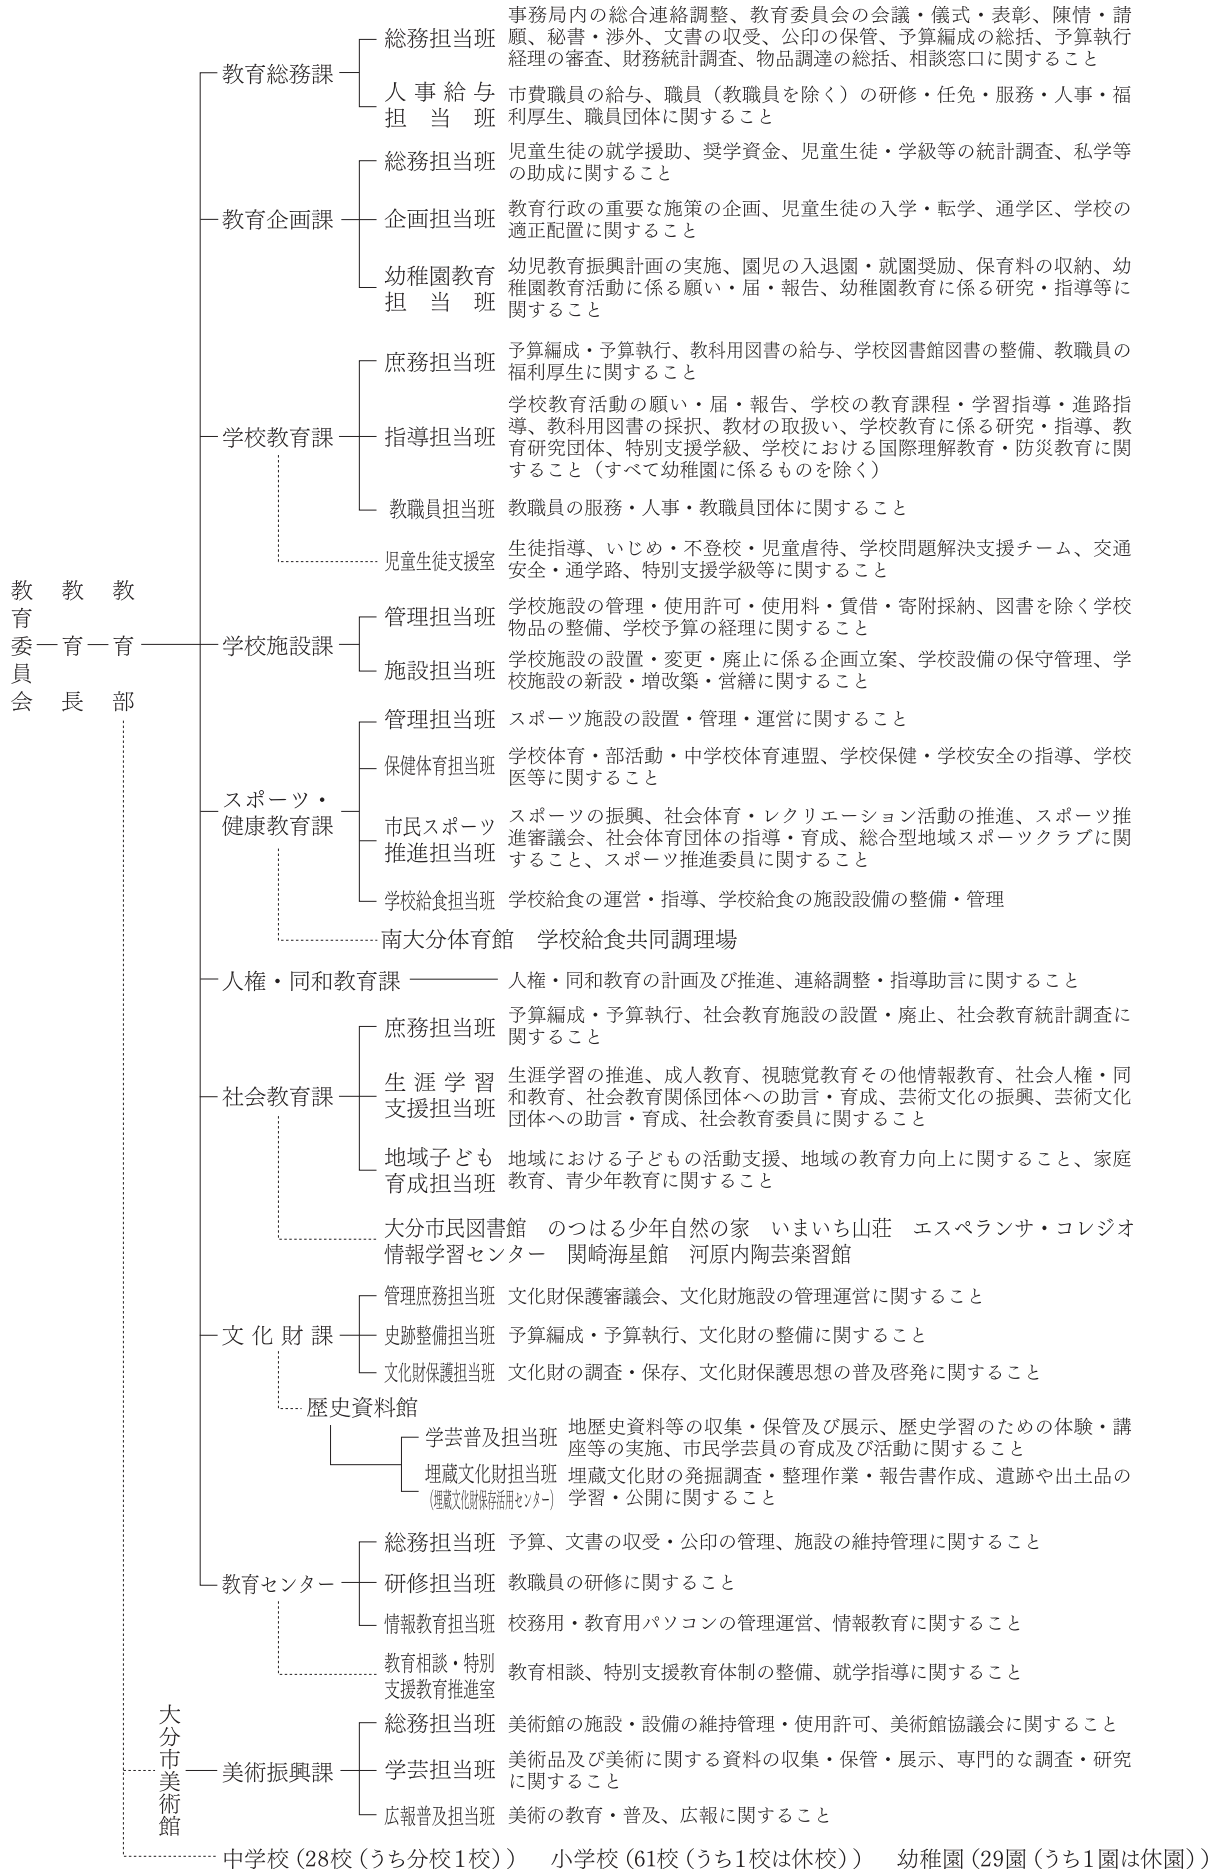 教育委員会
教育長
教育部
教育総務課
総務担当班
事務局内の総合連絡調整、教育委員会の会議・儀式・表彰、陳情・請
願、秘書・渉外、文書の収受、公印の保管、予算編成の総括、予算執行
経理の審査、財務統計調査、物品調達の総括、相談窓口に関すること
人事給与
担当班
市費職員の給与、職員（教職員を除く）の研修・任免・服務・人事・福
利厚生、職員団体に関すること
教育企画課
総務担当班
児童生徒の就学援助、奨学資金、児童生徒・学級等の統計調査、私学等
の助成に関すること
企画担当班
教育行政の重要な施策の企画、児童生徒の入学・転学、通学区、学校の
適正配置に関すること
幼稚園教育
担当班
幼児教育振興計画の実施、園児の入退園・就園奨励、保育料の収納、幼
稚園教育活動に係る願い・届・報告、幼稚園教育に係る研究・指導等に
関すること
学校教育課
庶務担当班
予算編成・予算執行、教科用図書の給与、学校図書館図書の整備、教職員の
福利厚生に関すること
指導担当班
学校教育活動の願い・届・報告、学校の教育課程・学習指導・進路指
導、教科用図書の採択、教材の取扱い、学校教育に係る研究・指導、教
育研究団体、特別支援学級、学校における国際理解教育・防災教育に関
すること（すべて幼稚園に係るものを除く）
教職員担当班
教職員の服務・人事・教職員団体に関すること
児童生徒支援室
生徒指導、いじめ・不登校・児童虐待、学校問題解決支援チーム、交通
安全・通学路、特別支援学級等に関すること
学校施設課
管理担当班
学校施設の管理・使用許可・使用料・賃借・寄附採納、図書を除く学校
物品の整備、学校予算の経理に関すること
施設担当班
学校施設の設置・変更・廃止に係る企画立案、学校設備の保守管理、学
校施設の新設・増改築・営繕に関すること
スポーツ・
健康教育課
管理担当班
スポーツ施設の設置・管理・運営に関すること
保健体育担当班
学校体育・部活動・中学校体育連盟、学校保健・学校安全の指導、学校
医等に関すること
市民スポーツ
推進担当班
スポーツの振興、社会体育・レクリエーション活動の推進、スポーツ推
進審議会、社会体育団体の指導・育成、総合型地域スポーツクラブに関
すること、スポーツ推進委員に関すること
学校給食担当班
学校給食の運営・指導、学校給食の施設設備の整備・管理
南大分体育館　学校給食共同調理場
人権・同和教育課
人権・同和教育の計画及び推進、連絡調整・指導助言に関すること
社会教育課
庶務担当班
予算編成・予算執行、社会教育施設の設置・廃止、社会教育統計調査に
関すること
生涯学習
支援担当班
生涯学習の推進、成人教育、視聴覚教育その他情報教育、社会人権・同
和教育、社会教育関係団体への助言・育成、芸術文化の振興、芸術文化
団体への助言・育成、社会教育委員に関すること
地域子ども
育成担当班
地域における子どもの活動支援、地域の教育力向上に関すること、家庭
教育、青少年教育に関すること
大分市民図書館　のつはる少年自然の家　いまいち山荘　エスペランサ・コレジオ
情報学習センター　関崎海星館　河原内陶芸楽習館
文化財課
管理庶務担当班
文化財保護審議会、文化財施設の管理運営に関すること
史跡整備担当班
予算編成・予算執行、文化財の整備に関すること
文化財保護担当班
文化財の調査・保存、文化財保護思想の普及啓発に関すること
歴史資料館
学芸普及担当班
地歴史資料等の収集・保管及び展示、歴史学習のための体験・講
座等の実施、市民学芸員の育成及び活動に関すること
埋蔵文化財担当班
（埋蔵文化財保存活用センター）
埋蔵文化財の発掘調査・整理作業・報告書作成、遺跡や出土品の
学習・公開に関すること
教育センター
総務担当班
予算、文書の収受・公印の管理、施設の維持管理に関すること
研修担当班
教職員の研修に関すること
情報教育担当班
校務用・教育用パソコンの管理運営、情報教育に関すること
教育相談・特別
支援教育推進室
教育相談、特別支援教育体制の整備、就学指導に関すること
大分市美術館
美術振興課
総務担当班
美術館の施設・設備の維持管理・使用許可、美術館協議会に関すること
学芸担当班
美術品及び美術に関する資料の収集・保管・展示、専門的な調査・研究
に関すること
広報普及担当班
美術の教育・普及、広報に関すること
中学校（28校（うち分校１校））　小学校（61校（うち１校は休校））　幼稚園（29園（うち１園は休園））